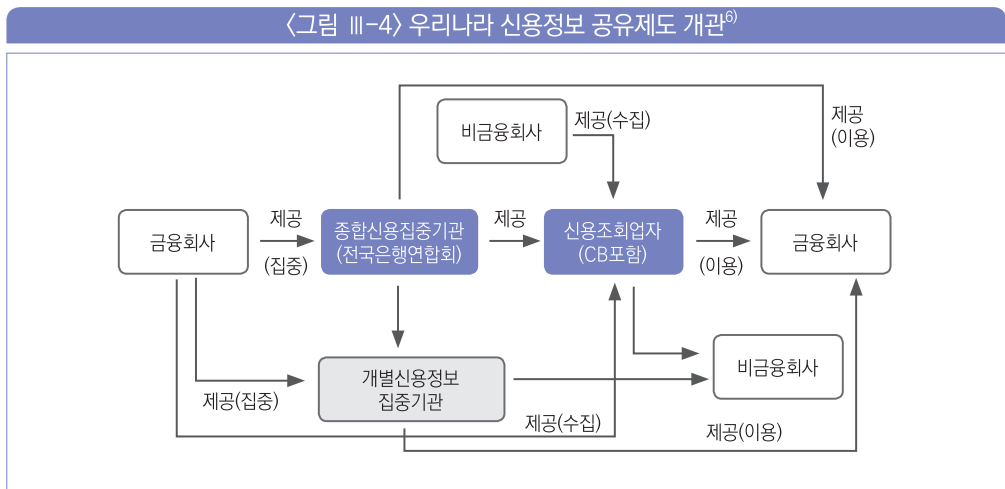 〈그림 Ⅲ-4〉 우리나라 신용정보 공유제도 개관6)
비금융회사
제공(수집)
제공
(이용)
금융회사
제공
(집중)
종합신용집중기관
(전국은행연합회)
제공
신용조회업자
(CB포함)
제공
(이용)
금융회사
제공(집중)
개별신용정보
집중기관
비금융회사
제공(수집)
제공(이용)